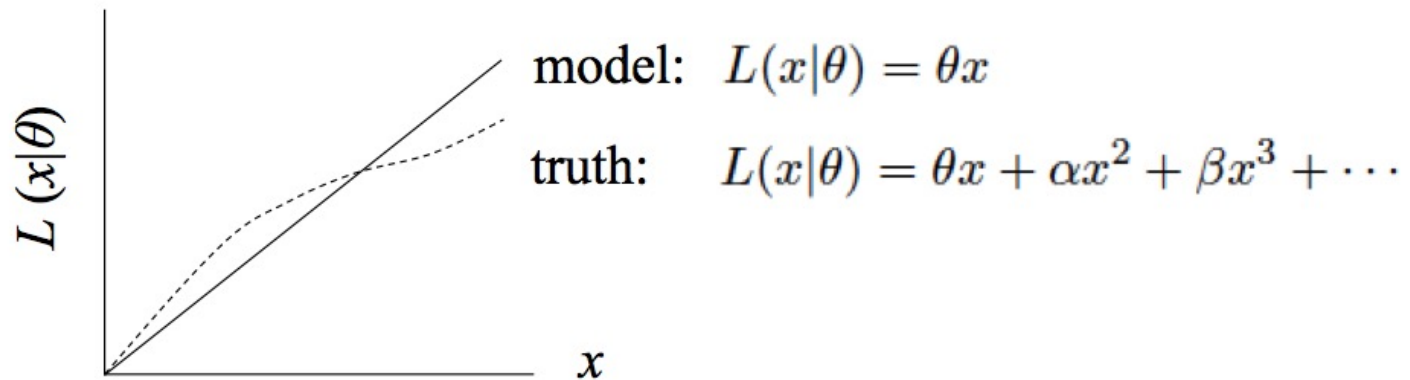 L (x|θ)
model: L(x|θ) = θx
truth: L(x|θ) = θx + αx² + βx³ + ⋯
x